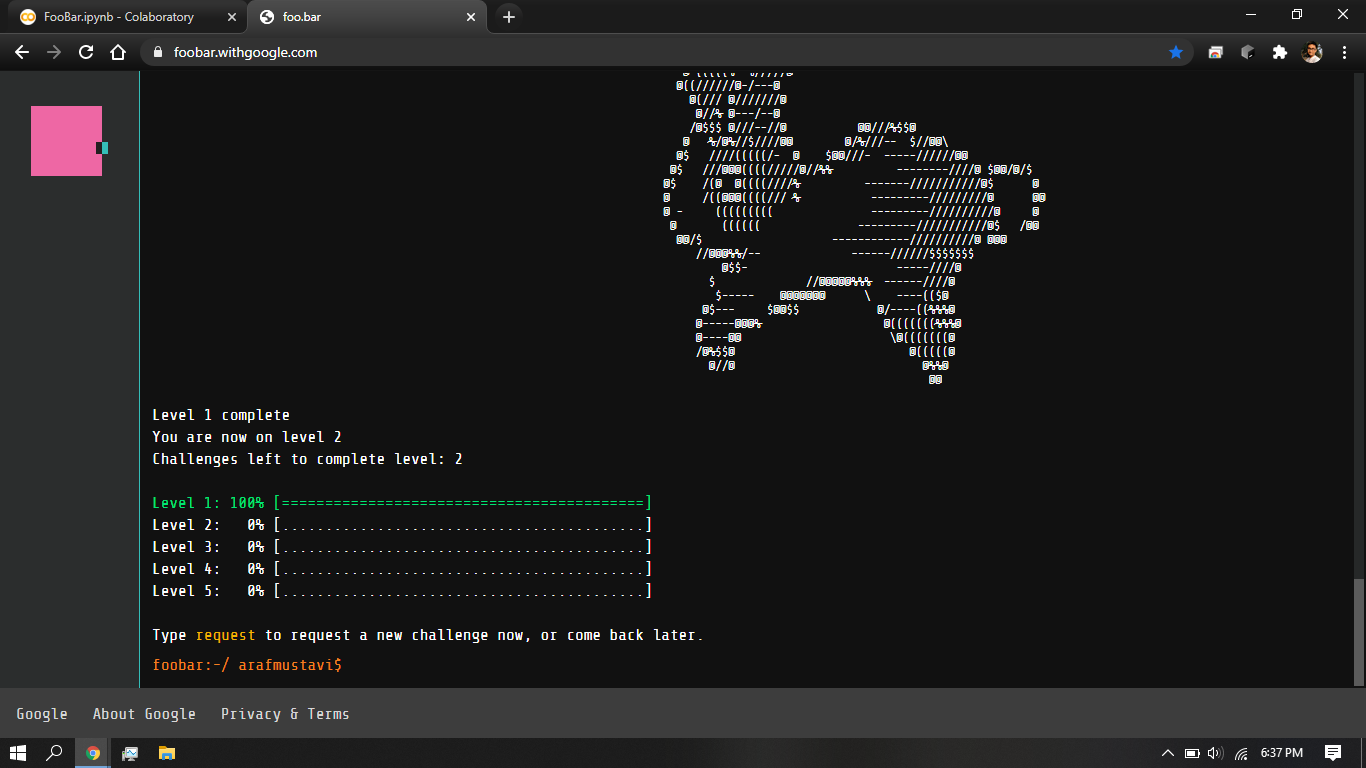 FooBar.ipynb - Colaboratory
foo.bar
foobar.withgoogle.com
Level 1 complete
You are now on level 2
Challenges left to complete level: 2
Level 1: 100% [==========================================]
Level 2:   0% [..........................................]
Level 3:   0% [..........................................]
Level 4:   0% [..........................................]
Level 5:   0% [..........................................]
Type request to request a new challenge now, or come back later.
foobar:~/ arafmustavi$
Google   About Google   Privacy & Terms
6:37 PM